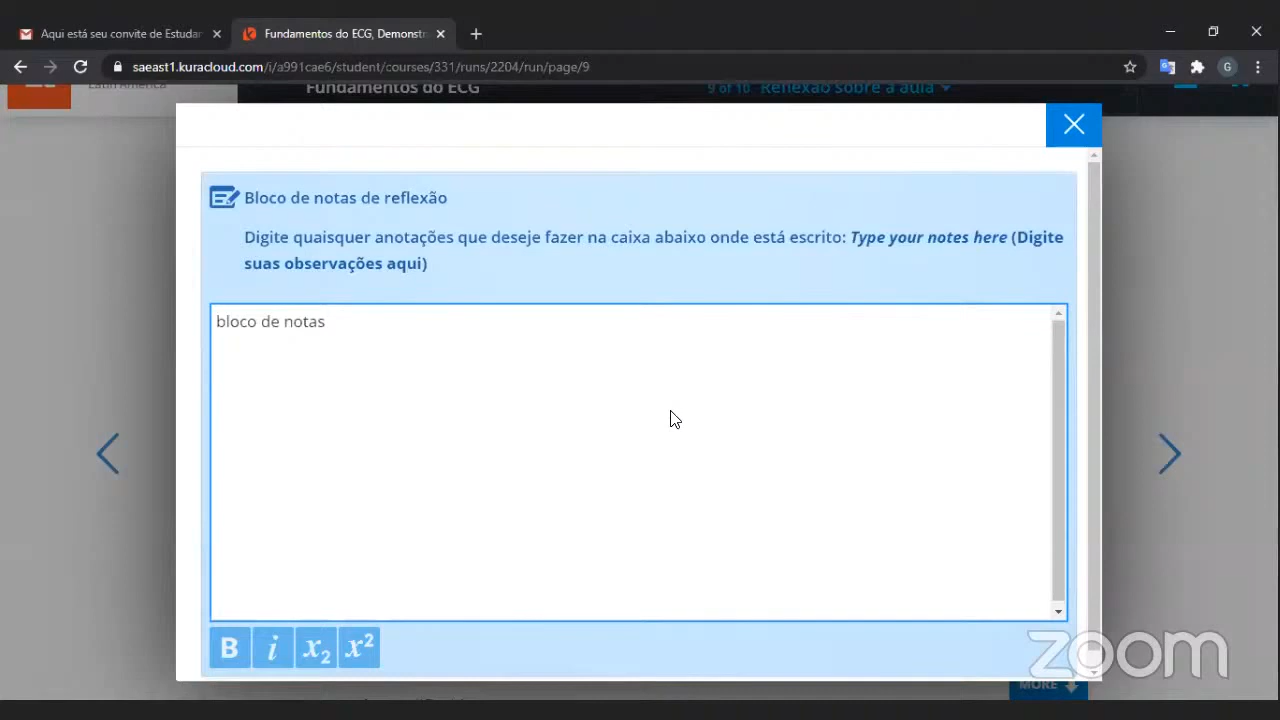 Aqui está seu convite de Estudar
Fundamentos do ECG, Demonstr
saeast1.kuracloud.com/i/a991cae6/student/courses/331/runs/2204/run/page/9
G
Latin America
Fundamentos do ECG
9 of 10 Reflexão sobre a aula
Bloco de notas de reflexão
Digite quaisquer anotações que deseje fazer na caixa abaixo onde está escrito: Type your notes here (Digite
suas observações aqui)
bloco de notas
B i x2 x2
zoom
MORE